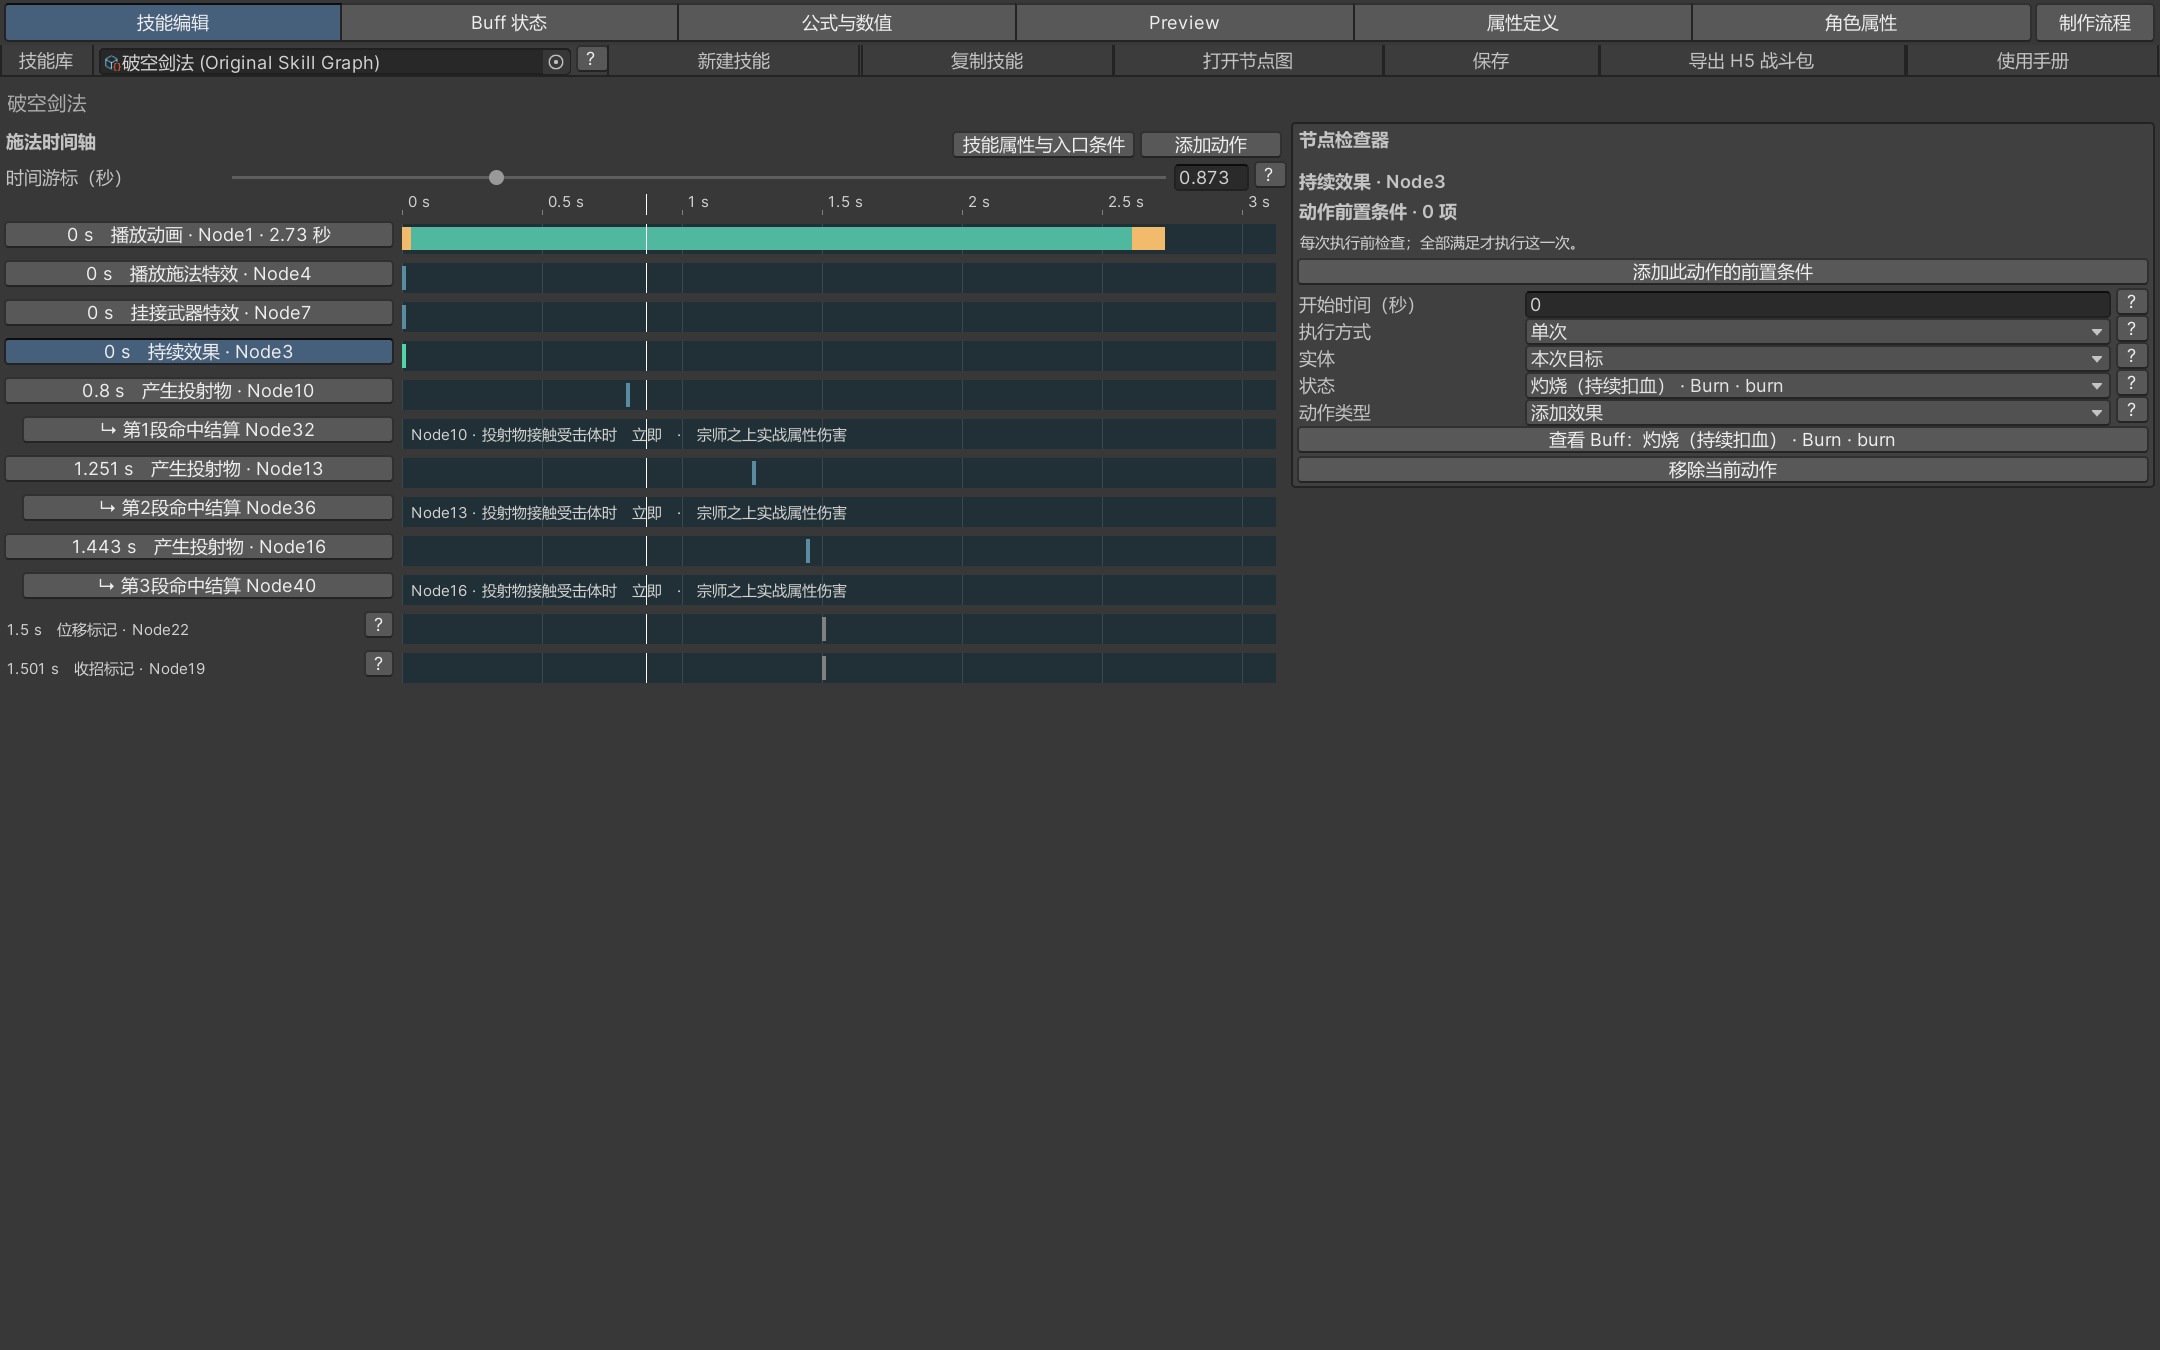 技能编辑 Buff 状态 公式与数值 Preview 属性定义 角色属性 制作流程
技能库 破空剑法 (Original Skill Graph) ? 新建技能 复制技能 打开节点图 保存 导出 H5 战斗包 使用手册
破空剑法
施法时间轴 技能属性与入口条件 添加动作
时间游标（秒） 0.873 ?
0 s 0.5 s 1 s 1.5 s 2 s 2.5 s 3 s
0 s 播放动画 · Node1 · 2.73 秒
0 s 播放施法特效 · Node4
0 s 挂接武器特效 · Node7
0 s 持续效果 · Node3
0.8 s 产生投射物 · Node10
↪ 第1段命中结算 Node32 Node10 · 投射物接触受击体时 立即 · 宗师之上实战属性伤害
1.251 s 产生投射物 · Node13
↪ 第2段命中结算 Node36 Node13 · 投射物接触受击体时 立即 · 宗师之上实战属性伤害
1.443 s 产生投射物 · Node16
↪ 第3段命中结算 Node40 Node16 · 投射物接触受击体时 立即 · 宗师之上实战属性伤害
1.5 s 位移标记 · Node22 ?
1.501 s 收招标记 · Node19 ?
节点检查器
持续效果 · Node3
动作前置条件 · 0 项
每次执行前检查；全部满足才执行这一次。
添加此动作的前置条件
开始时间（秒） 0 ?
执行方式 单次 ?
实体 本次目标 ?
状态 灼烧（持续扣血） · Burn · burn ?
动作类型 添加效果 ?
查看 Buff：灼烧（持续扣血） · Burn · burn
移除当前动作